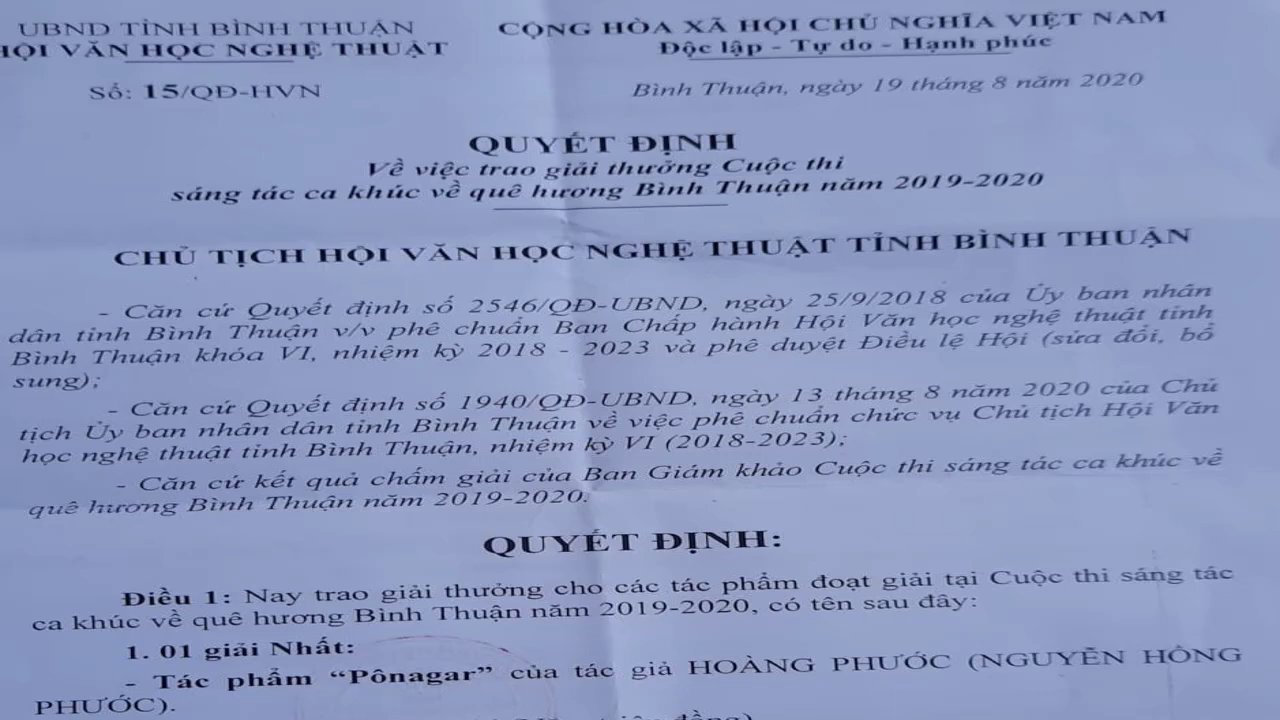 UBND TỈNH BÌNH THUẬN
HỘI VĂN HỌC NGHỆ THUẬT
Số: 15/QĐ-HVN
CỘNG HÒA XÃ HỘI CHỦ NGHĨA VIỆT NAM
Độc lập - Tự do - Hạnh phúc
Bình Thuận, ngày 19 tháng 8 năm 2020
QUYẾT ĐỊNH
Về việc trao giải thưởng Cuộc thi
sáng tác ca khúc về quê hương Bình Thuận năm 2019-2020
CHỦ TỊCH HỘI VĂN HỌC NGHỆ THUẬT TỈNH BÌNH THUẬN
- Căn cứ Quyết định số 2546/QĐ-UBND, ngày 25/9/2018 của Ủy ban nhân
dân tỉnh Bình Thuận v/v phê chuẩn Ban Chấp hành Hội Văn học nghệ thuật tỉnh
Bình Thuận khóa VI, nhiệm kỳ 2018 - 2023 và phê duyệt Điều lệ Hội (sửa đổi, bổ
sung);
- Căn cứ Quyết định số 1940/QĐ-UBND, ngày 13 tháng 8 năm 2020 của Chủ
tịch Ủy ban nhân dân tỉnh Bình Thuận về việc phê chuẩn chức vụ Chủ tịch Hội Văn
học nghệ thuật tỉnh Bình Thuận, nhiệm kỳ VI (2018-2023);
- Căn cứ kết quả chấm giải của Ban Giám khảo Cuộc thi sáng tác ca khúc về
quê hương Bình Thuận năm 2019-2020.
QUYẾT ĐỊNH:
Điều 1: Nay trao giải thưởng cho các tác phẩm đoạt giải tại Cuộc thi sáng tác
ca khúc về quê hương Bình Thuận năm 2019-2020, có tên sau đây:
1. 01 giải Nhất:
- Tác phẩm “Pônagar” của tác giả HOÀNG PHƯỚC (NGUYỄN HỒNG
PHƯỚC).